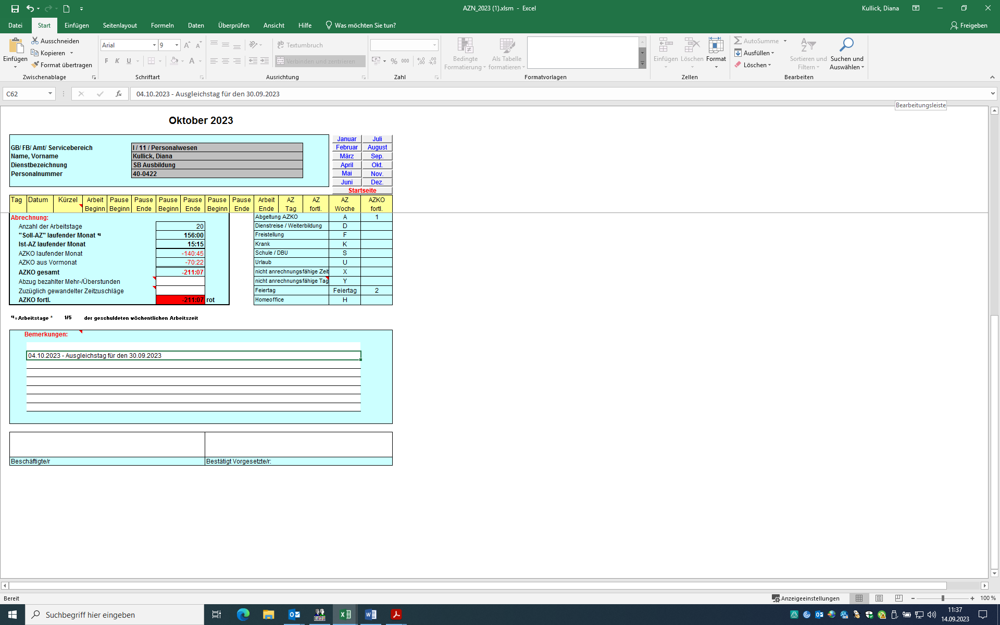 AZN_2023 (1).xlsm - Excel
Kullick, Diana
Datei Start Einfügen Seitenlayout Formeln Daten Überprüfen Ansicht Hilfe Was möchten Sie tun? Freigeben
Einfügen
Ausschneiden
Kopieren
Format übertragen
Zwischenablage
Arial 9
F K U
Schriftart
Textumbruch
Verbinden und zentrieren
Ausrichtung
% 000
Zahl
Bedingte Formatierung
Als Tabelle formatieren
Formatvorlagen
Einfügen Löschen Format
Zellen
AutoSumme
Ausfüllen
Löschen
Sortieren und Filtern
Suchen und Auswählen
Bearbeiten
C62
fx
04.10.2023 - Ausgleichstag für den 30.09.2023
Bearbeitungsleiste
Oktober 2023
GB/ FB/ Amt/ Servicebereich I / 11 / Personalwesen
Name, Vorname Kullick, Diana
Dienstbezeichnung SB Ausbildung
Personalnummer 40-0422
Januar Juli
Februar August
März Sep.
April Okt.
Mai Nov.
Juni Dez.
Startseite
Tag Datum Kürzel Arbeit Pause Pause Pause Pause Pause Pause Arbeit AZ AZ AZ AZKO
Beginn Beginn Ende Beginn Ende Beginn Ende Ende Tag fortl. Woche fortl.
Abrechnung:
Anzahl der Arbeitstage 20
"Soll-AZ" laufender Monat ¹⁾ 156:00
Ist-AZ laufender Monat 15:15
AZKO laufender Monat -140:45
AZKO aus Vormonat -70:22
AZKO gesamt -211:07
Abzug bezahlter Mehr-/Überstunden
Zuzüglich gewandelter Zeitzuschläge
AZKO fortl. -211:07 rot
Abgeltung AZKO A 1
Dienstreise / Weiterbildung D
Freistellung F
Krank K
Schule / DBU S
Urlaub U
nicht anrechnungsfähige Zeit X
nicht anrechnungsfähige Tag Y
Feiertag Feiertag 2
Homeoffice H
¹⁾=Arbeitstage * 1/5 der geschuldeten wöchentlichen Arbeitszeit
Bemerkungen:
04.10.2023 - Ausgleichstag für den 30.09.2023
Beschäftigte/r Bestätigt Vorgesetzte/r:
Bereit Anzeigeeinstellungen 100 %
Suchbegriff hier eingeben
11:37
14.09.2023